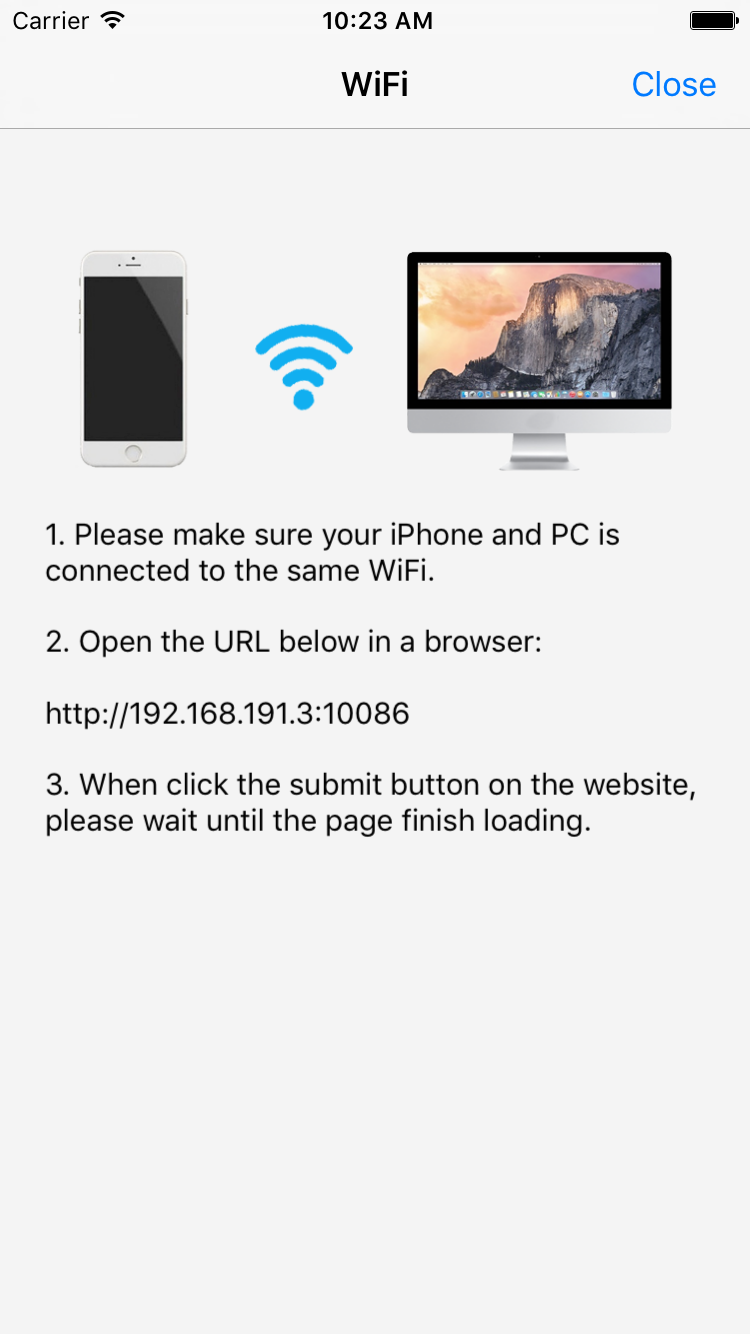 Carrier 10:23 AM
WiFi Close
1. Please make sure your iPhone and PC is
connected to the same WiFi.
2. Open the URL below in a browser:
http://192.168.191.3:10086
3. When click the submit button on the website,
please wait until the page finish loading.